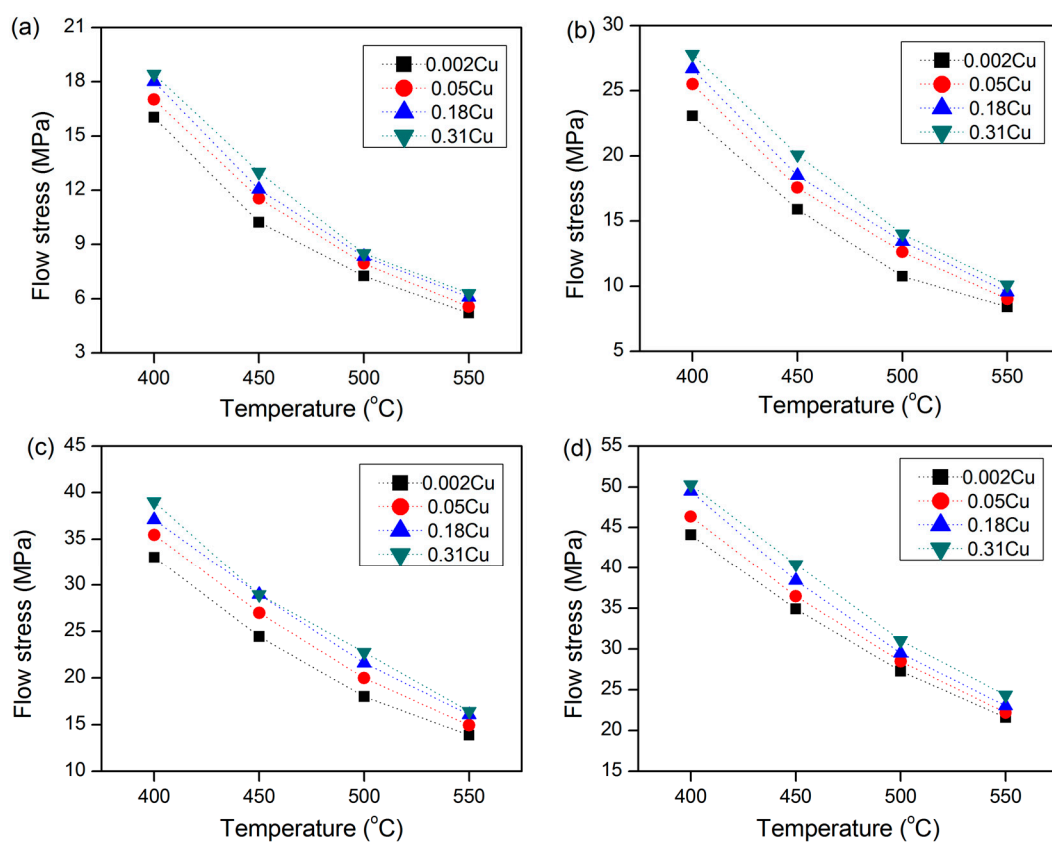 (a)
21
18
15
12
9
6
3
Flow stress (MPa)
400 450 500 550
Temperature (°C)
0.002Cu
0.05Cu
0.18Cu
0.31Cu
(b)
30
25
20
15
10
5
Flow stress (MPa)
400 450 500 550
Temperature (°C)
0.002Cu
0.05Cu
0.18Cu
0.31Cu
(c)
45
40
35
30
25
20
15
10
Flow stress (MPa)
400 450 500 550
Temperature (°C)
0.002Cu
0.05Cu
0.18Cu
0.31Cu
(d)
55
50
45
40
35
30
25
20
15
Flow stress (MPa)
400 450 500 550
Temperature (°C)
0.002Cu
0.05Cu
0.18Cu
0.31Cu